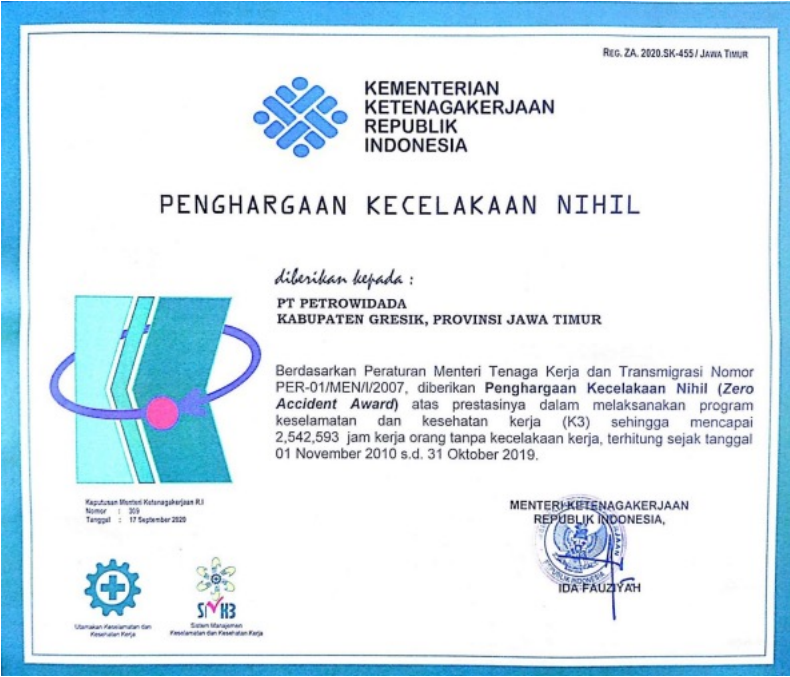 REG. ZA. 2020.SK-455 / JAWA TIMUR
KEMENTERIAN
KETENAGAKERJAAN
REPUBLIK
INDONESIA
PENGHARGAAN KECELAKAAN NIHIL
diberikan kepada :
PT PETROWIDADA
KABUPATEN GRESIK, PROVINSI JAWA TIMUR
Berdasarkan Peraturan Menteri Tenaga Kerja dan Transmigrasi Nomor
PER-01/MEN/I/2007, diberikan Penghargaan Kecelakaan Nihil (Zero
Accident Award) atas prestasinya dalam melaksanakan program
keselamatan dan kesehatan kerja (K3) sehingga mencapai
2,542,593 jam kerja orang tanpa kecelakaan kerja, terhitung sejak tanggal
01 November 2010 s.d. 31 Oktober 2019.
Keputusan Menteri Ketenagakerjaan R.I
Nomor : 309
Tanggal : 17 September 2020
MENTERI KETENAGAKERJAAN
REPUBLIK INDONESIA,
IDA FAUZIYAH
Utamakan Keselamatan dan
Kesehatan Kerja
SMK3
Sistem Manajemen
Keselamatan dan Kesehatan Kerja